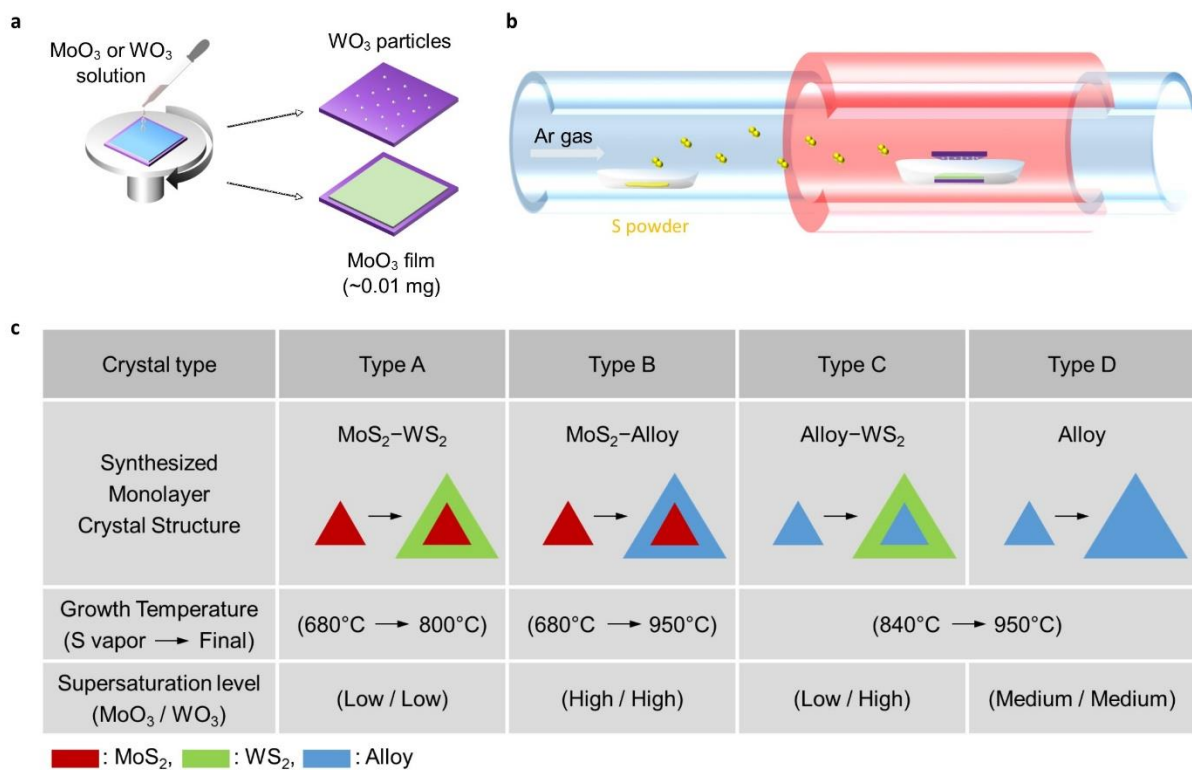 a
MoO₃ or WO₃
solution
WO₃ particles
MoO₃ film
(~0.01 mg)
b
Ar gas
S powder
c
Crystal type
Type A
Type B
Type C
Type D
Synthesized
Monolayer
Crystal Structure
MoS₂−WS₂
MoS₂−Alloy
Alloy−WS₂
Alloy
Growth Temperature
(S vapor → Final)
(680°C → 800°C)
(680°C → 950°C)
(840°C → 950°C)
Supersaturation level
(MoO₃ / WO₃)
(Low / Low)
(High / High)
(Low / High)
(Medium / Medium)
: MoS₂, : WS₂, : Alloy